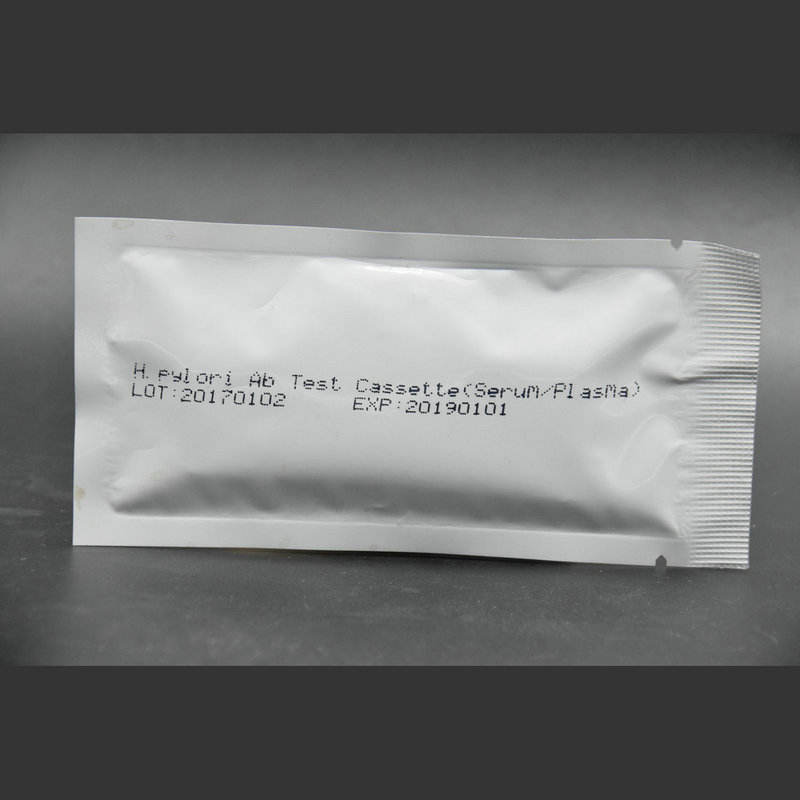 H.pylori Ab Test Cassette(Serum/Plasma)
LOT:20170102 EXP:20190101